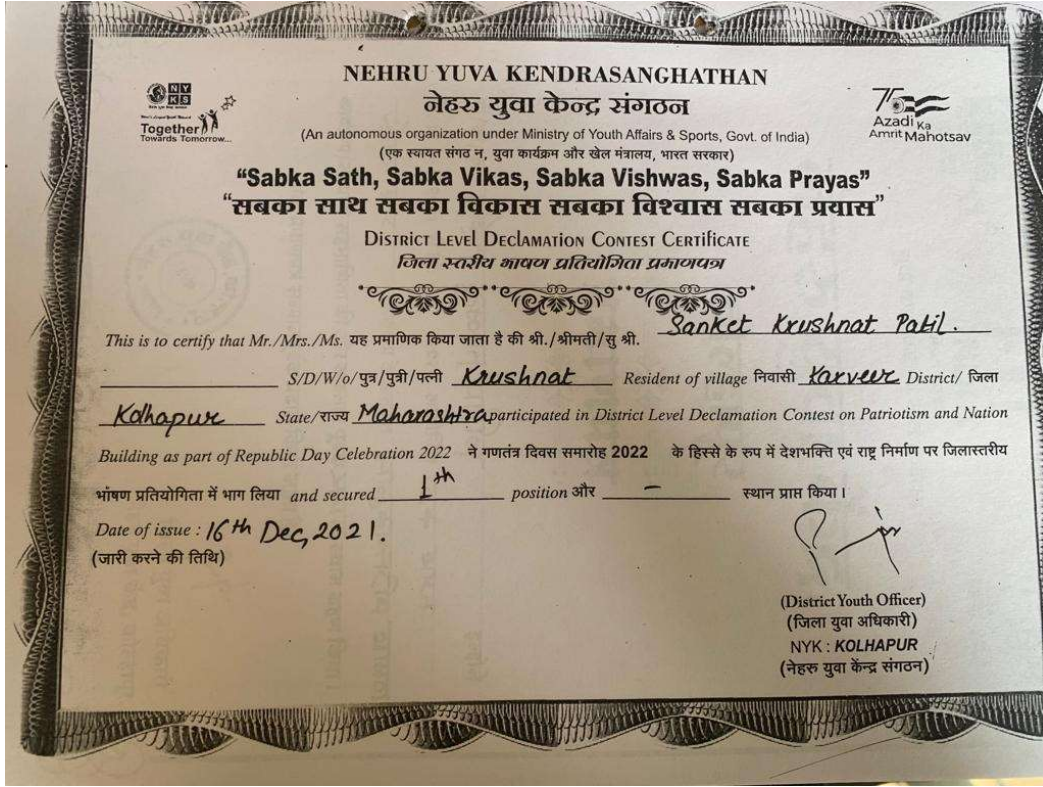 NEHRU YUVA KENDRASANGHATHAN
नेहरू युवा केन्द्र संगठन
NY
KS
Together
Towards Tomorrow...
75
Azadi Ka
Amrit Mahotsav
(An autonomous organization under Ministry of Youth Affairs & Sports, Govt. of India)
(एक स्वायत संगठ न, युवा कार्यक्रम और खेल मंत्रालय, भारत सरकार)
"Sabka Sath, Sabka Vikas, Sabka Vishwas, Sabka Prayas"
"सबका साथ सबका विकास सबका विश्वास सबका प्रयास"
DISTRICT LEVEL DECLAMATION CONTEST CERTIFICATE
जिला स्तरीय भाषण प्रतियोगिता प्रमाणपत्र
This is to certify that Mr./Mrs./Ms. यह प्रमाणिक किया जाता है की श्री./श्रीमती/सु श्री. Sanket Krushnat Patil.
S/D/W/o/पुत्र/पुत्री/पत्नी Krushnat Resident of village निवासी Karveer District/ जिला
Kolhapur State/राज्य Maharashtra participated in District Level Declamation Contest on Patriotism and Nation
Building as part of Republic Day Celebration 2022 ने गणतंत्र दिवस समारोह 2022 के हिस्से के रुप में देशभक्ति एवं राष्ट्र निर्माण पर जिलास्तरीय
भांषण प्रतियोगिता में भाग लिया and secured 1th position और - स्थान प्राप्त किया।
Date of issue : 16th Dec, 2021.
(जारी करने की तिथि)
(District Youth Officer)
(जिला युवा अधिकारी)
NYK : KOLHAPUR
(नेहरु युवा केंन्द्र संगठन)